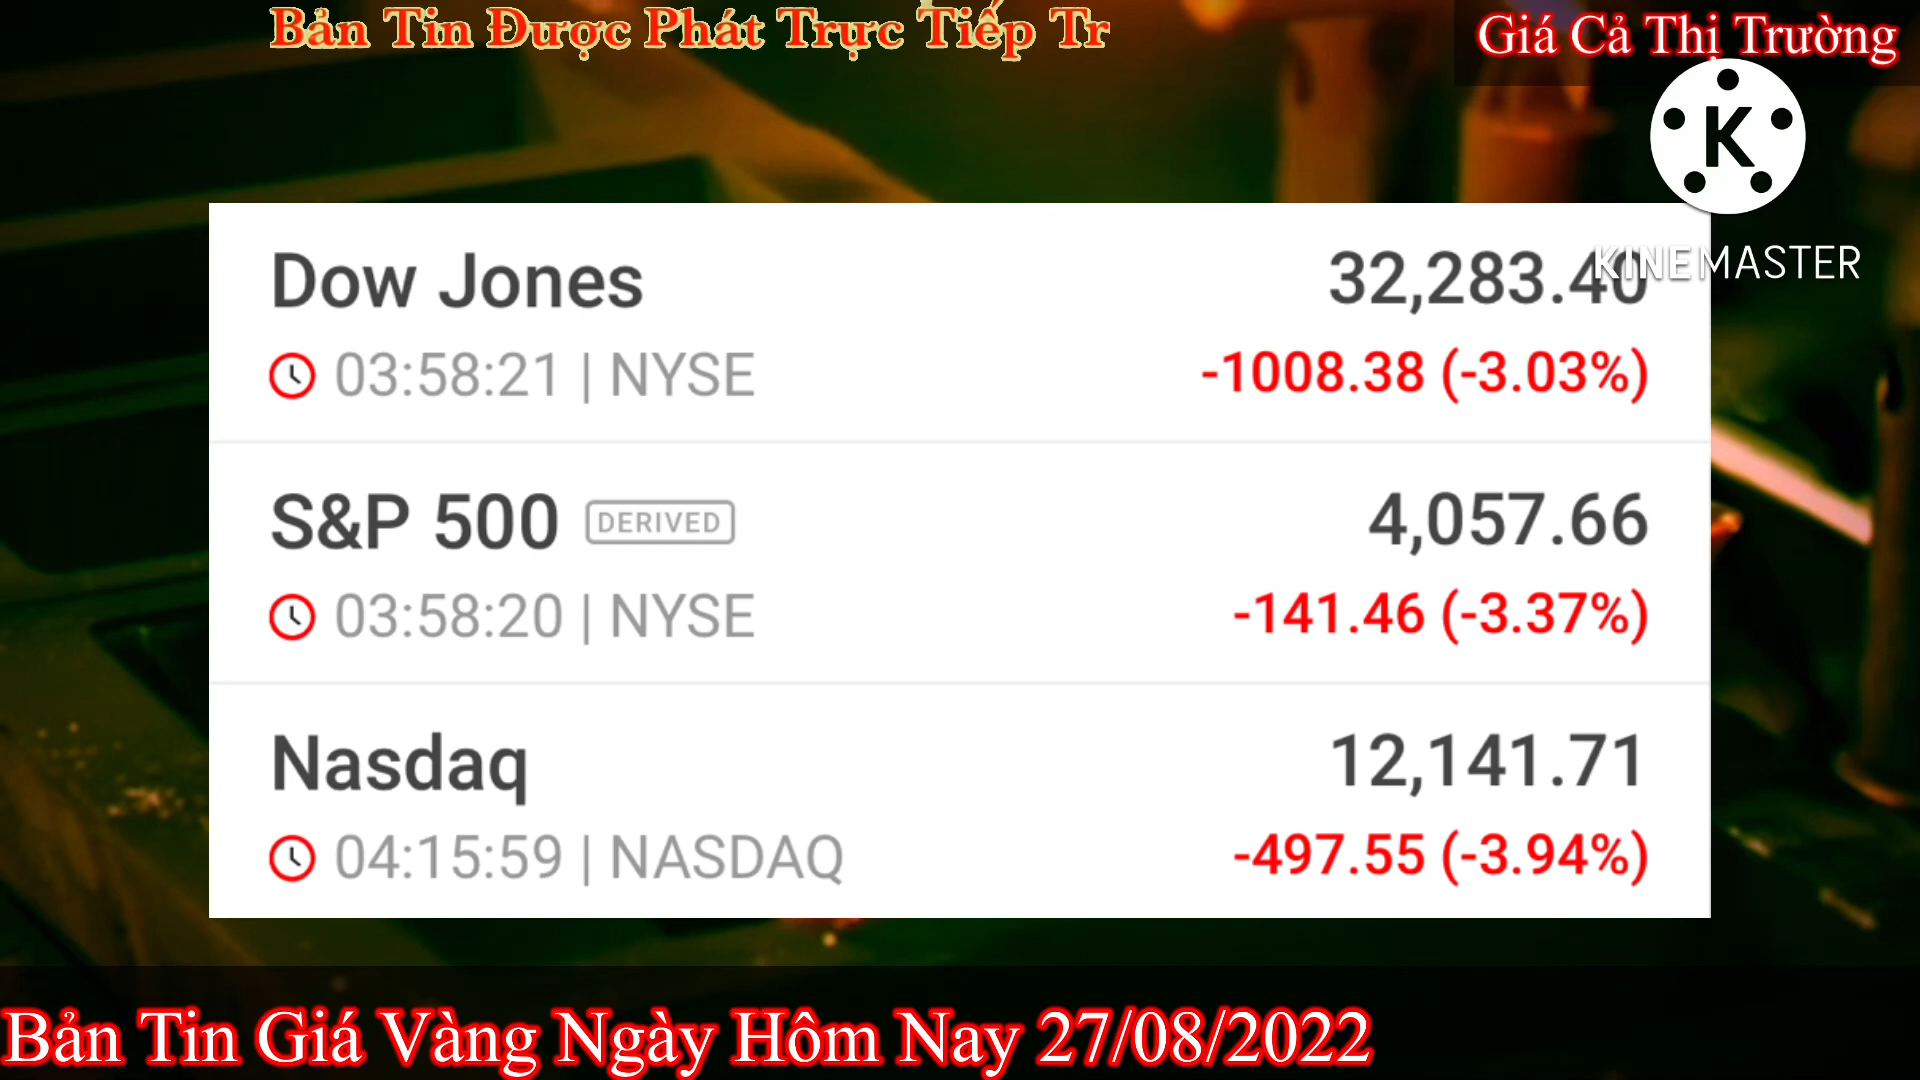 Bản Tin Được Phát Trực Tiếp Tr
Giá Cả Thị Trường
K
KINEMASTER
Dow Jones 32,283.40
03:58:21 | NYSE -1008.38 (-3.03%)
S&P 500 DERIVED 4,057.66
03:58:20 | NYSE -141.46 (-3.37%)
Nasdaq 12,141.71
04:15:59 | NASDAQ -497.55 (-3.94%)
Bản Tin Giá Vàng Ngày Hôm Nay 27/08/2022